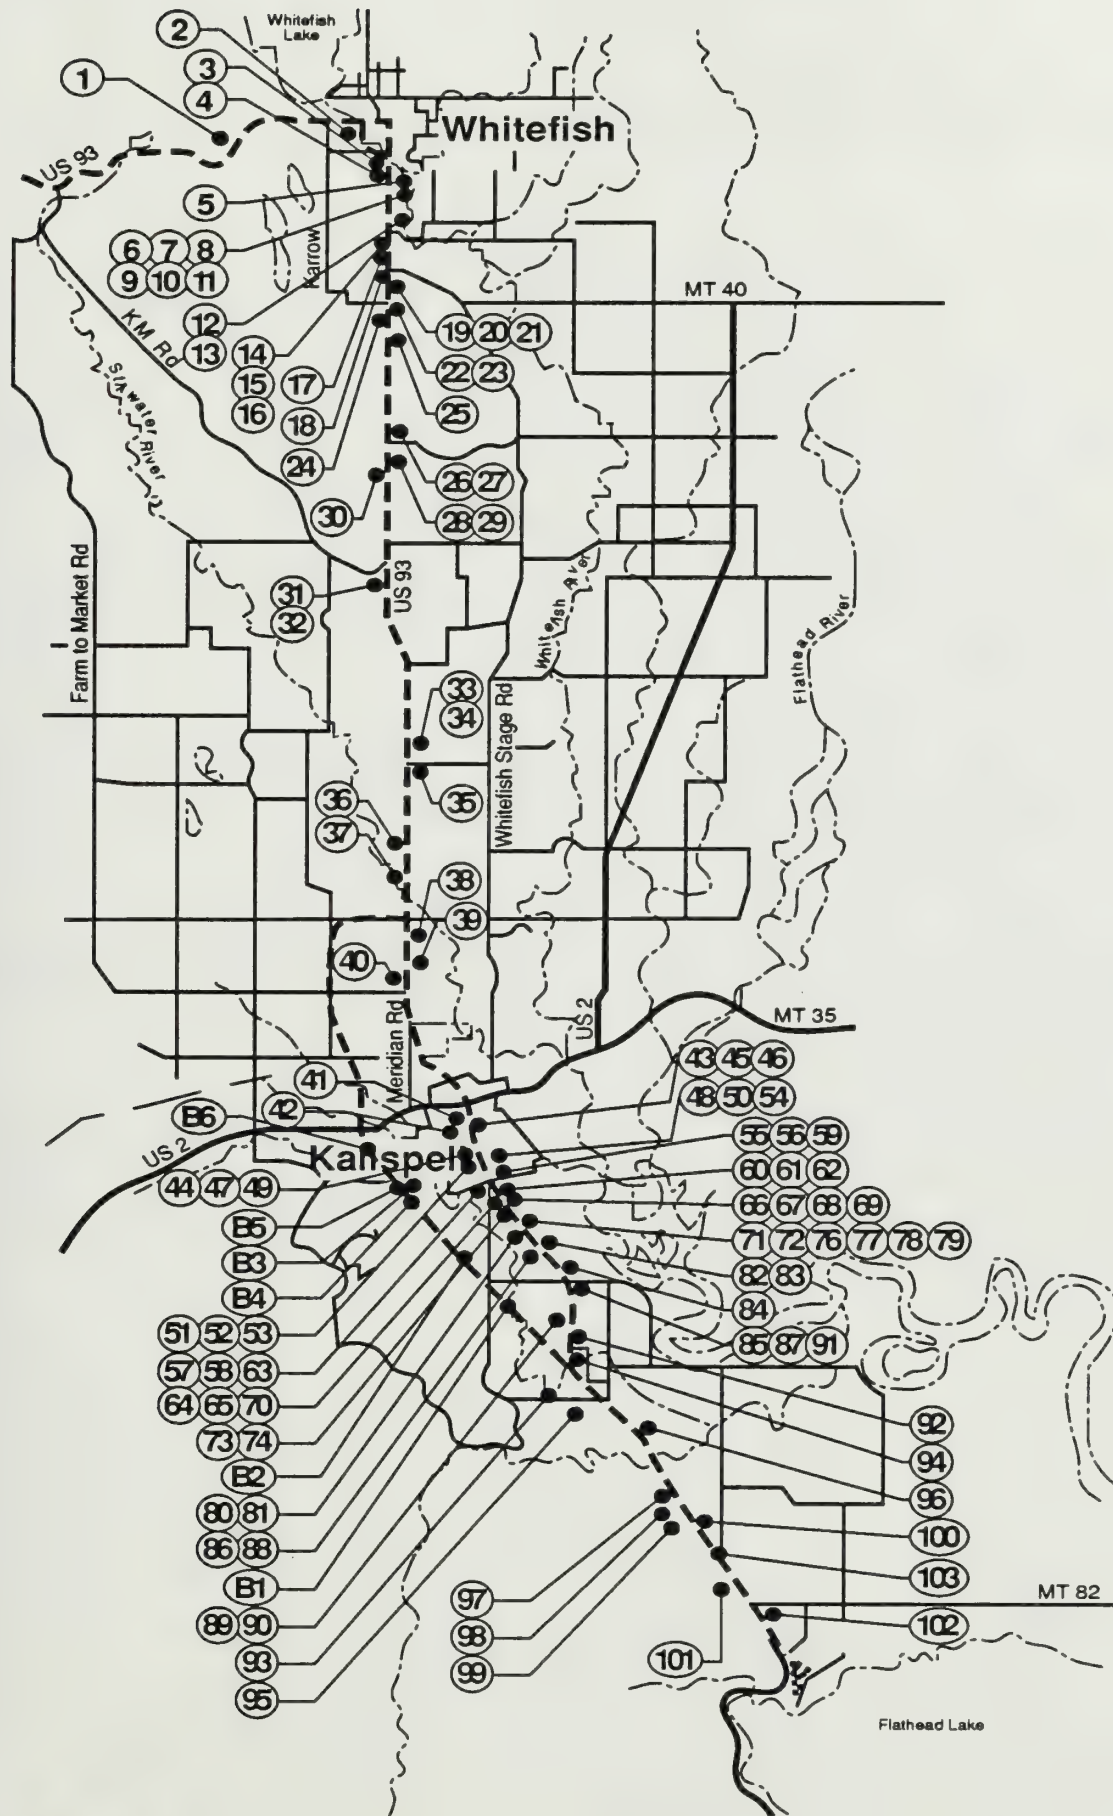 Whitefish
Lake
2
3
1
4
Whitefish
US 93
5
6 7 8
9 10 11
Karrow
MT 40
12
13
14
15
16
17
18
24
19 20 21
22 23
25
KM Rd
Stillwater River
26 27
28 29
30
31
32
US 93
Whitefish River
Farm to Market Rd
Flathead River
33
34
Whitefish Stage Rd
35
36
37
38
39
40
Meridian Rd
US 2
MT 35
41
42
43 45 46
48 50 54
B6
US 2
Kalispell
55 56 59
60 61 62
44 47 49
66 67 68 69
B5
71 72 76 77 78 79
B3
82 83
B4
84
51 52 53
85 87 91
57 58 63
64 65 70
73 74
B2
80 81
86 88
B1
89 90
93
95
92
94
96
100
103
97
98
99
101
MT 82
102
Flathead Lake